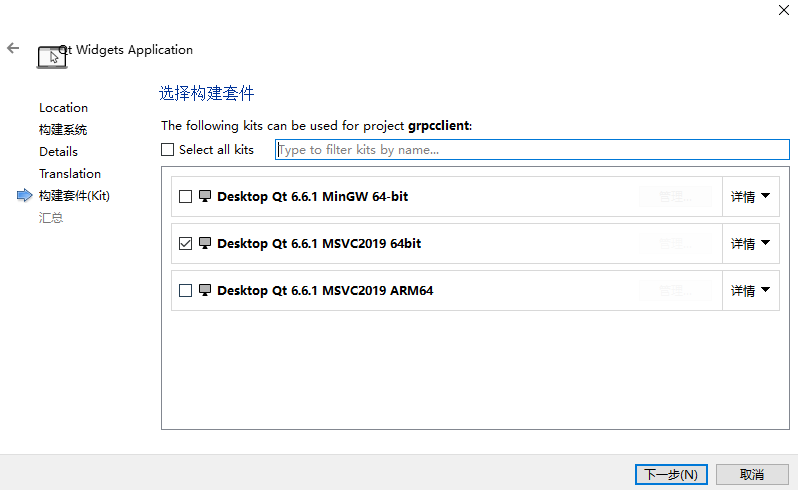 Qt Widgets Application
Location
构建系统
Details
Translation
构建套件(Kit)
汇总
选择构建套件
The following kits can be used for project grpcclient:
Select all kits
Type to filter kits by name...
Desktop Qt 6.6.1 MinGW 64-bit
管理...
详情
Desktop Qt 6.6.1 MSVC2019 64bit
管理...
详情
Desktop Qt 6.6.1 MSVC2019 ARM64
管理...
详情
下一步(N)
取消